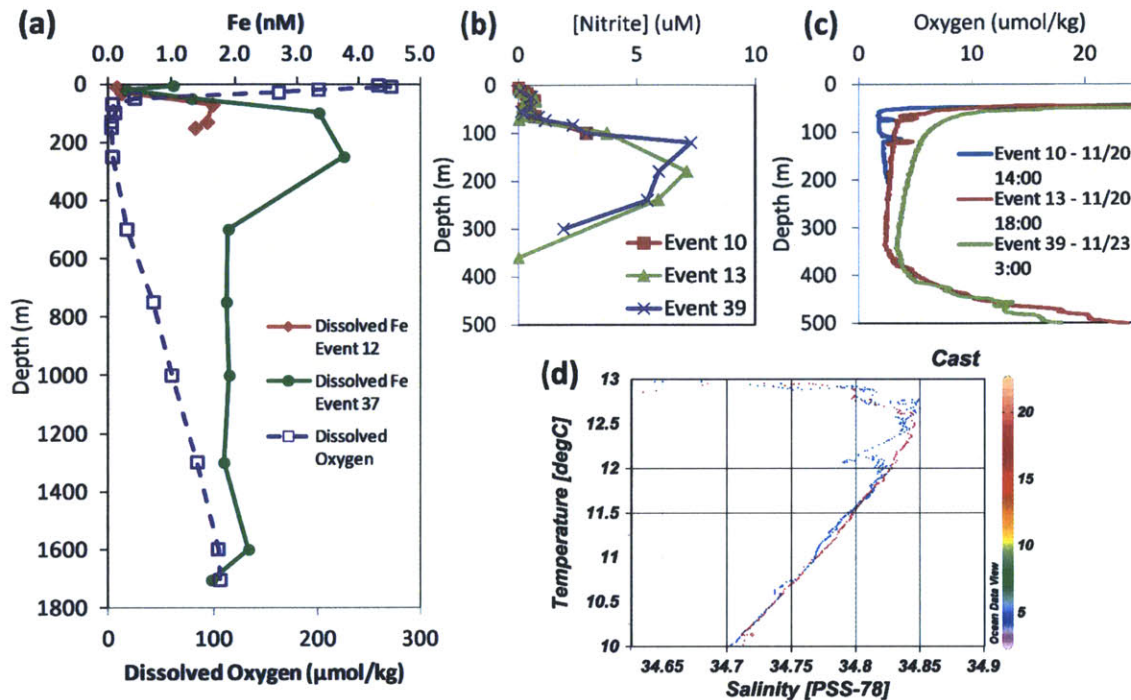 (a)
Fe (nM)
0.0 1.0 2.0 3.0 4.0 5.0
0
200
400
600
800
1000
1200
1400
1600
1800
Depth (m)
Dissolved Fe
Event 12
Dissolved Fe
Event 37
Dissolved
Oxygen
0 100 200 300
Dissolved Oxygen (μmol/kg)
(b)
[Nitrite] (uM)
0 5 10
0
100
200
300
400
500
Depth (m)
Event 10
Event 13
Event 39
(c)
Oxygen (umol/kg)
0 10 20
0
100
200
300
400
500
Depth (m)
Event 10 - 11/20
14:00
Event 13 - 11/20
18:00
Event 39 - 11/23
3:00
(d)
Cast
13
12.5
12
11.5
11
10.5
10
Temperature [degC]
34.65 34.7 34.75 34.8 34.85 34.9
Salinity [PSS-78]
20
15
10
5
Ocean Data View